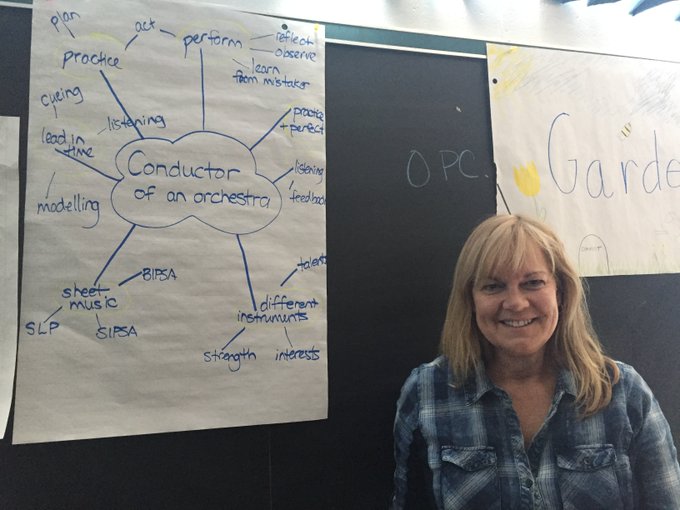 plan
act
perform
reflect
observe
learn
from mistakes
practice
cueing
listening
lead in
time
modelling
Conductor
of an orchestra
practice
+ perfect
listening
feedback
sheet
music
BIPSA
SLP
SIPSA
talents
different
instruments
strength
interests
OPC.
Garde